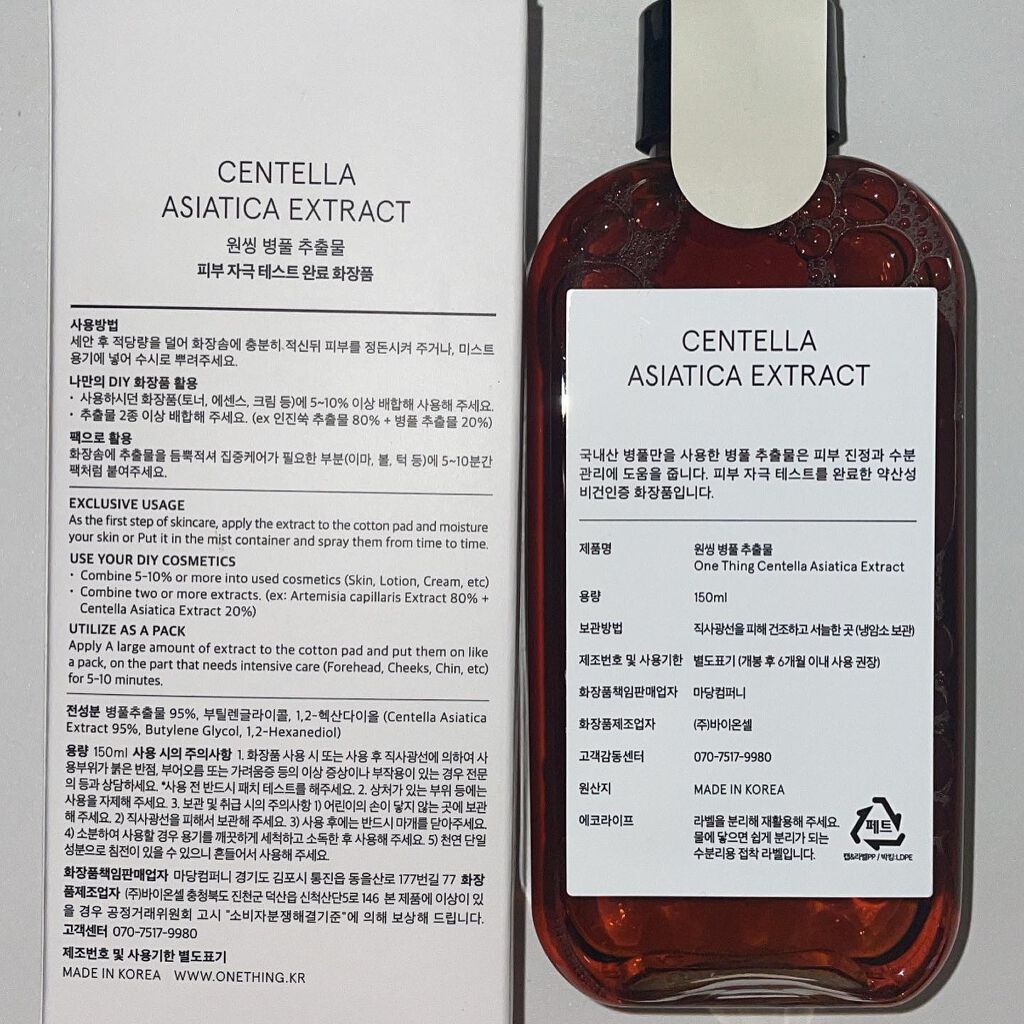 CENTELLA
ASIATICA EXTRACT
원씽 병풀 추출물
피부 자극 테스트 완료 화장품
사용방법
세안 후 적당량을 덜어 화장솜에 충분히 적신뒤 피부를 정돈시켜 주거나, 미스트
용기에 넣어 수시로 뿌려주세요.
나만의 DIY 화장품 활용
• 사용하시던 화장품(토너, 에센스, 크림 등)에 5~10% 이상 배합해 사용해 주세요.
• 추출물 2종 이상 배합해 주세요. (ex 인진쑥 추출물 80% + 병풀 추출물 20%)
팩으로 활용
화장솜에 추출물을 듬뿍적셔 집중케어가 필요한 부분(이마, 볼, 턱 등)에 5~10분간
팩처럼 붙여주세요.
EXCLUSIVE USAGE
As the first step of skincare, apply the extract to the cotton pad and moisture
your skin or Put it in the mist container and spray them from time to time.
USE YOUR DIY COSMETICS
• Combine 5-10% or more into used cosmetics (Skin, Lotion, Cream, etc)
• Combine two or more extracts. (ex: Artemisia capillaris Extract 80% +
Centella Asiatica Extract 20%)
UTILIZE AS A PACK
Apply A large amount of extract to the cotton pad and put them on like
a pack, on the part that needs intensive care (Forehead, Cheeks, Chin, etc)
for 5-10 minutes.
전성분 병풀추출물 95%, 부틸렌글라이콜, 1,2-헥산다이올 (Centella Asiatica
Extract 95%, Butylene Glycol, 1,2-Hexanediol)
용량 150ml 사용 시의 주의사항 1. 화장품 사용 시 또는 사용 후 직사광선에 의하여 사
용부위가 붉은 반점, 부어오름 또는 가려움증 등의 이상 증상이나 부작용이 있는 경우 전문
의 등과 상담하세요. *사용 전 반드시 패치 테스트를 해주세요. 2. 상처가 있는 부위 등에는
사용을 자제해 주세요. 3. 보관 및 취급 시의 주의사항 1) 어린이의 손이 닿지 않는 곳에 보관
해 주세요. 2) 직사광선을 피해서 보관해 주세요. 3) 사용 후에는 반드시 마개를 닫아주세요.
4) 소분하여 사용할 경우 용기를 깨끗하게 세척하고 소독한 후 사용해 주세요. 5) 천연 단일
성분으로 침전이 있을 수 있으니 흔들어서 사용해 주세요.
화장품책임판매업자 마당컴퍼니 경기도 김포시 통진읍 동을산로 177번길 77 화장
품제조업자 (주)바이온셀 충청북도 진천군 덕산읍 신척산단5로 146 본 제품에 이상이 있
을 경우 공정거래위원회 고시 "소비자분쟁해결기준"에 의해 보상해 드립니다.
고객센터 070-7517-9980
제조번호 및 사용기한 별도표기
MADE IN KOREA WWW.ONETHING.KR
CENTELLA
ASIATICA EXTRACT
국내산 병풀만을 사용한 병풀 추출물은 피부 진정과 수분
관리에 도움을 줍니다. 피부 자극 테스트를 완료한 약산성
비건인증 화장품입니다.
제품명 원씽 병풀 추출물
One Thing Centella Asiatica Extract
용량 150ml
보관방법 직사광선을 피해 건조하고 서늘한 곳 (냉암소 보관)
제조번호 및 사용기한 별도표기 (개봉 후 6개월 이내 사용 권장)
화장품책임판매업자 마당컴퍼니
화장품제조업자 (주)바이온셀
고객감동센터 070-7517-9980
원산지 MADE IN KOREA
에코라이프 라벨을 분리해 재활용해 주세요.
물에 닿으면 쉽게 분리가 되는
수분리용 접착 라벨입니다.
페트
캡&라벨PP / 박킹:LDPE